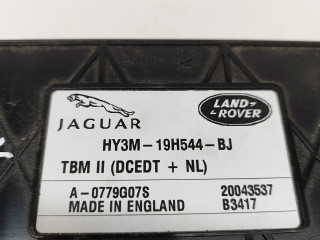 JAGUAR
LAND-
ROVER
HY3M-19H544-BJ
TBM II (DCEDT + NL)
A-0779G07S 20043537
MADE IN ENGLAND B3417